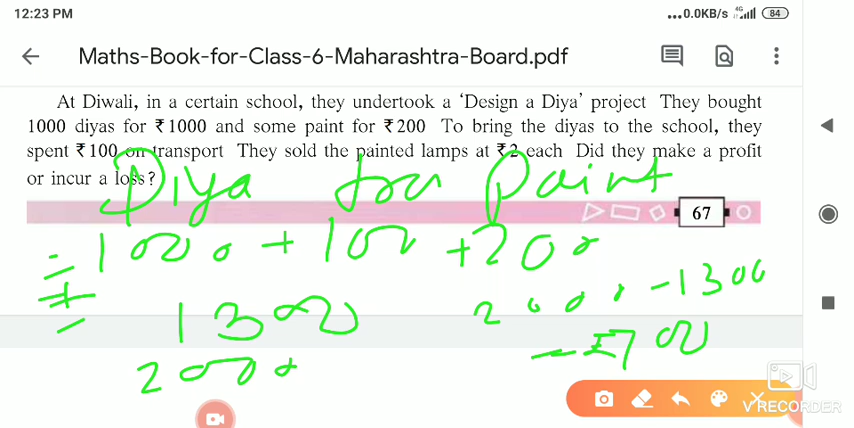 12:23 PM ...0.0KB/s 4G 84
Maths-Book-for-Class-6-Maharashtra-Board.pdf
At Diwali, in a certain school, they undertook a ‘Design a Diya’ project They bought
1000 diyas for ₹1000 and some paint for ₹200 To bring the diyas to the school, they
spent ₹100 on transport They sold the painted lamps at ₹2 each Did they make a profit
or incur a loss?
Diya tra Paint
67
= 1000 + 100 + 200
= 1300
2000 - 1300
2000
= ₹700
V RECORDER